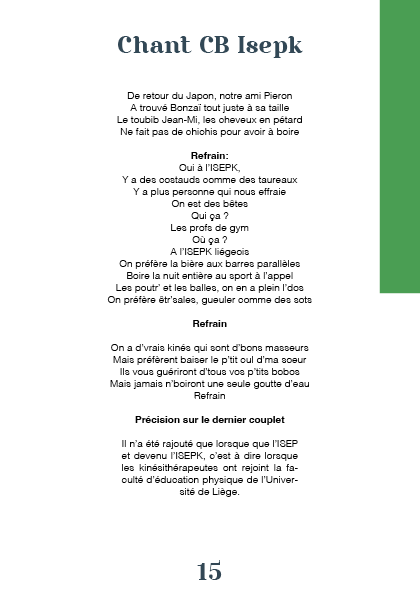 Chant CB Isepk
De retour du Japon, notre ami Pieron
A trouvé Bonzaï tout juste à sa taille
Le toubib Jean-Mi, les cheveux en pétard
Ne fait pas de chichis pour avoir à boire
Refrain:
Oui à l'ISEPK,
Y a des costauds comme des taureaux
Y a plus personne qui nous effraie
On est des bêtes
Qui ça ?
Les profs de gym
Où ça ?
A l'ISEPK liégeois
On préfère la bière aux barres parallèles
Boire la nuit entière au sport à l'appel
Les poutr' et les balles, on en a plein l'dos
On préfère êtr'sales, gueuler comme des sots
Refrain
On a d'vrais kinés qui sont d'bons masseurs
Mais préfèrent baiser le p'tit cul d'ma soeur
Ils vous guériront d'tous vos p'tits bobos
Mais jamais n'boiront une seule goutte d'eau
Refrain
Précision sur le dernier couplet
Il n'a été rajouté que lorsque que l'ISEP
et devenu l'ISEPK, c'est à dire lorsque
les kinésithérapeutes ont rejoint la fa-
culté d'éducation physique de l'Univer-
sité de Liège.
15